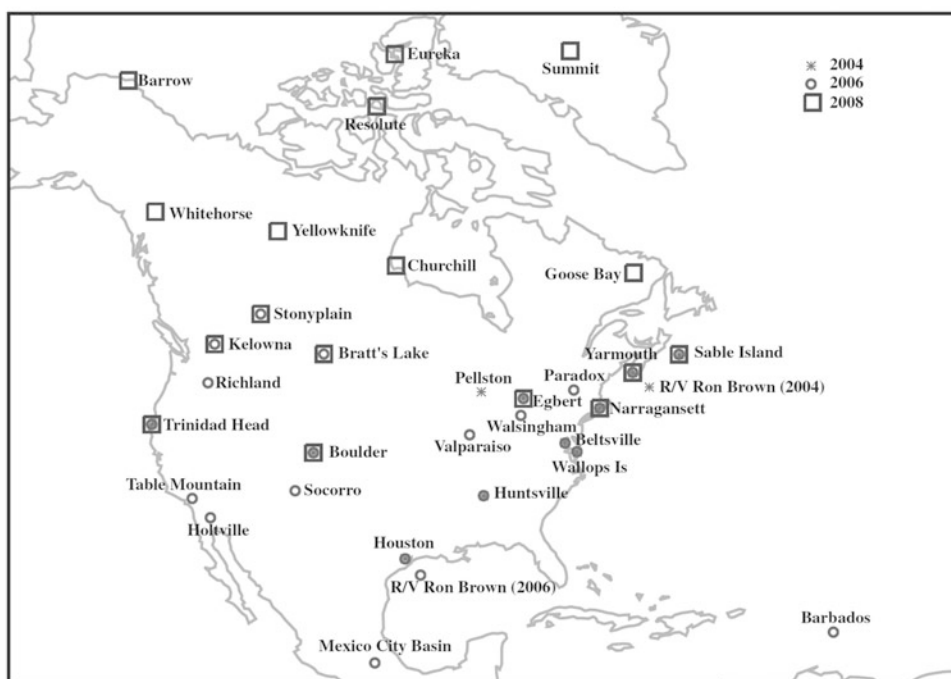 Eureka
Summit
2004
Barrow
2006
2008
Resolute
Whitehorse
Yellowknife
Churchill
Goose Bay
Stonyplain
Kelowna
Bratt's Lake
Yarmouth
Sable Island
Richland
Pellston
Paradox
R/V Ron Brown (2004)
Egbert
Narragansett
Trinidad Head
Walsingham
Valparaiso
Beltsville
Boulder
Wallops Is
Table Mountain
Socorro
Huntsville
Holtville
Houston
R/V Ron Brown (2006)
Barbados
Mexico City Basin